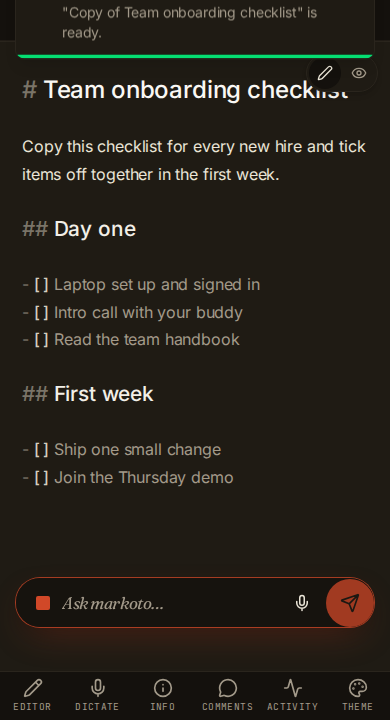 "Copy of Team onboarding checklist" is
ready.
# Team onboarding checklist
Copy this checklist for every new hire and tick
items off together in the first week.
## Day one
- [ ] Laptop set up and signed in
- [ ] Intro call with your buddy
- [ ] Read the team handbook
## First week
- [ ] Ship one small change
- [ ] Join the Thursday demo
Ask markoto...
EDITOR DICTATE INFO COMMENTS ACTIVITY THEME